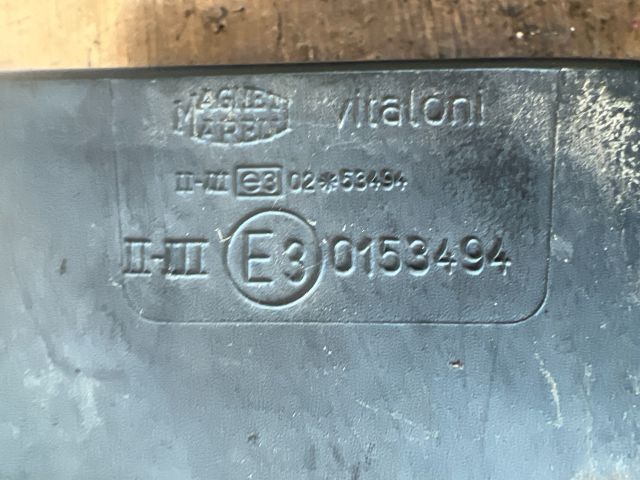 MAGNETI vitaloni
MARELLI
II-III e3 02*53494
II-III E3 0153494